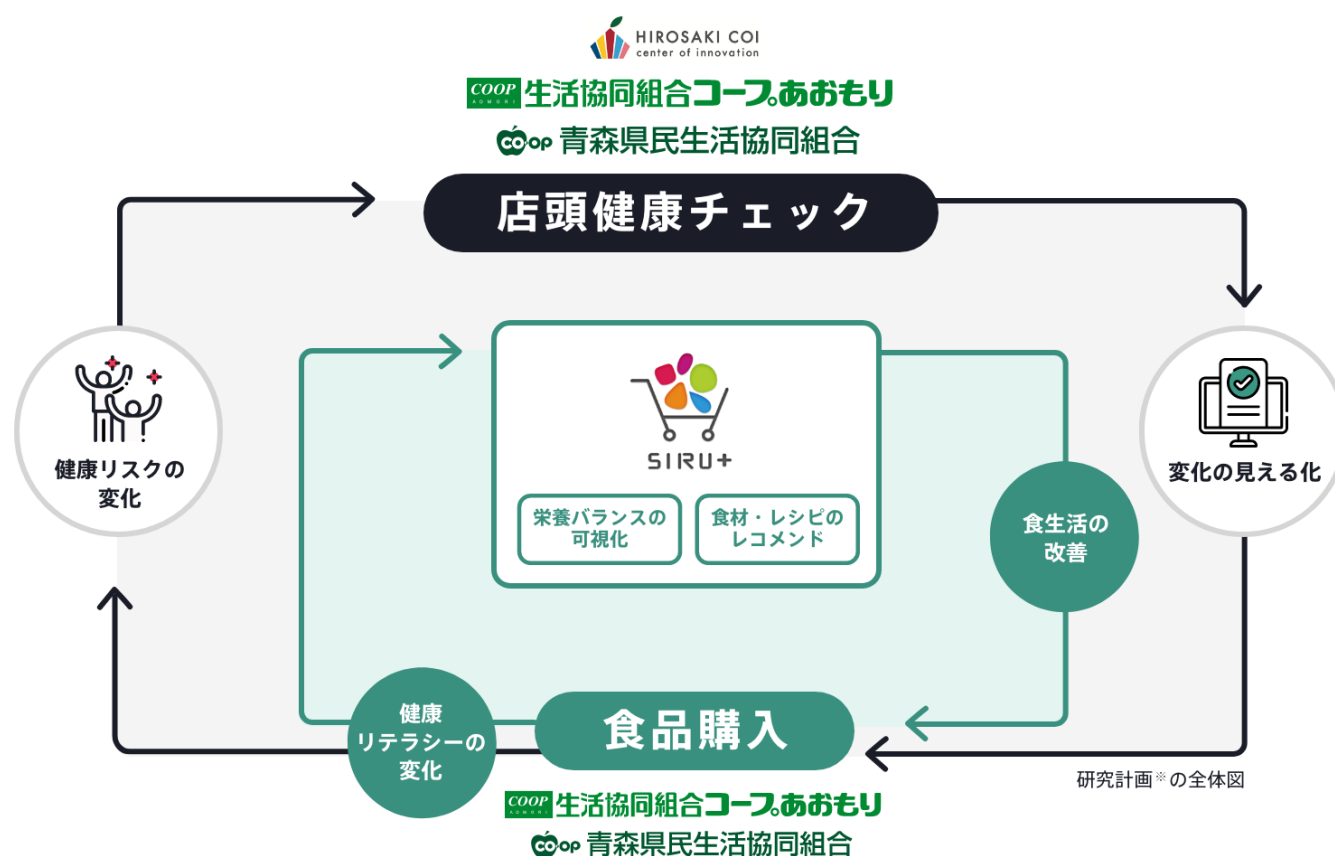 HIROSAKI COI
center of innovation
COOP AOMORI 生活協同組合コープあおもり
co・op 青森県民生活協同組合
店頭健康チェック
健康リスクの
変化
SIRU+
栄養バランスの
可視化
食材・レシピの
レコメンド
変化の見える化
食生活の
改善
健康
リテラシーの
変化
食品購入
研究計画※の全体図
COOP AOMORI 生活協同組合コープあおもり
co・op 青森県民生活協同組合